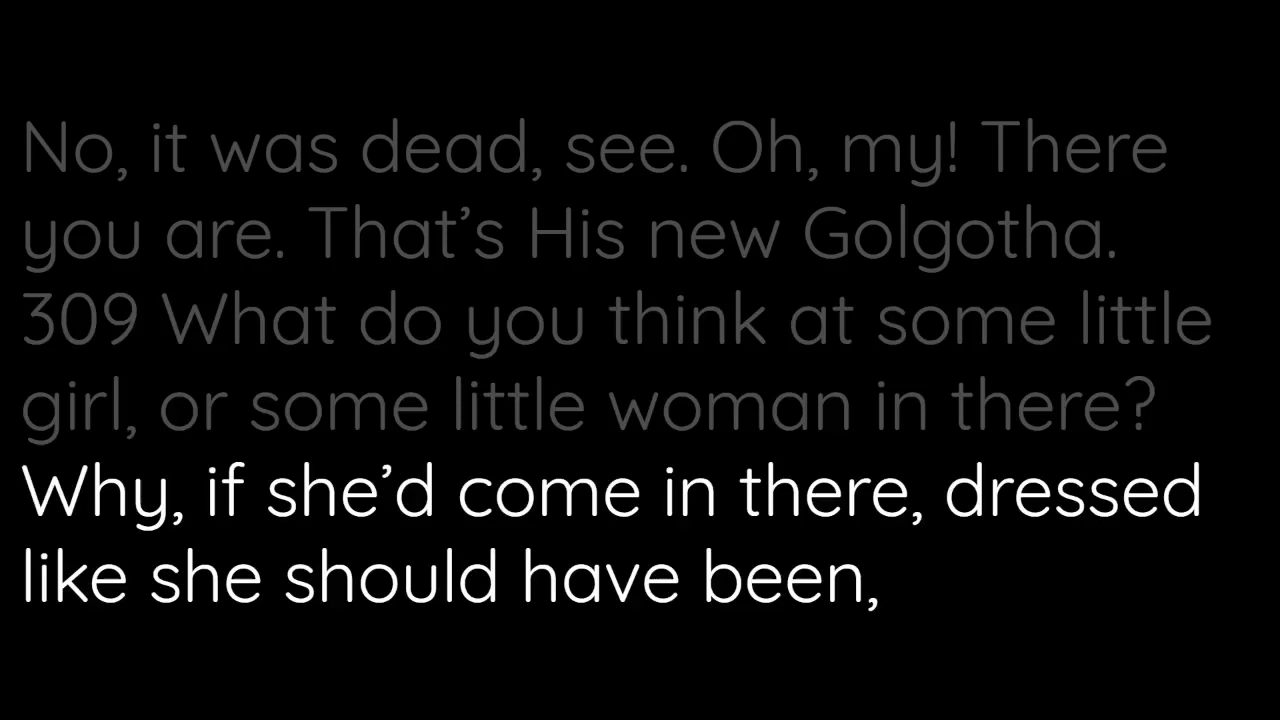 No, it was dead, see. Oh, my! There
you are. That’s His new Golgotha.
309 What do you think at some little
girl, or some little woman in there?
Why, if she’d come in there, dressed
like she should have been,